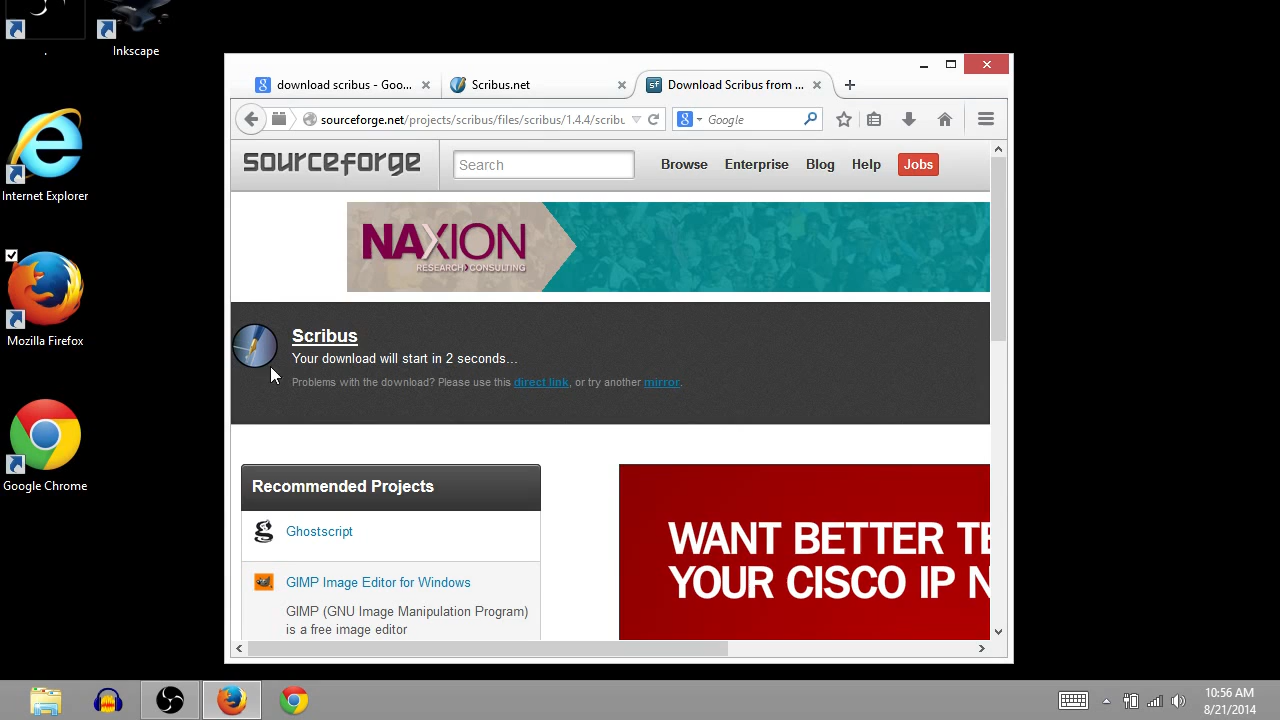 .
Inkscape
Internet Explorer
Mozilla Firefox
Google Chrome
download scribus - Goo...
Scribus.net
Download Scribus from ...
sourceforge.net/projects/scribus/files/scribus/1.4.4/scribu
Google
sourceforge
Search
Browse
Enterprise
Blog
Help
Jobs
NAXION
RESEARCH CONSULTING
Scribus
Your download will start in 2 seconds...
Problems with the download? Please use this direct link, or try another mirror.
Recommended Projects
Ghostscript
GIMP Image Editor for Windows
GIMP (GNU Image Manipulation Program)
is a free image editor
WANT BETTER TE
YOUR CISCO IP N
10:56 AM
8/21/2014